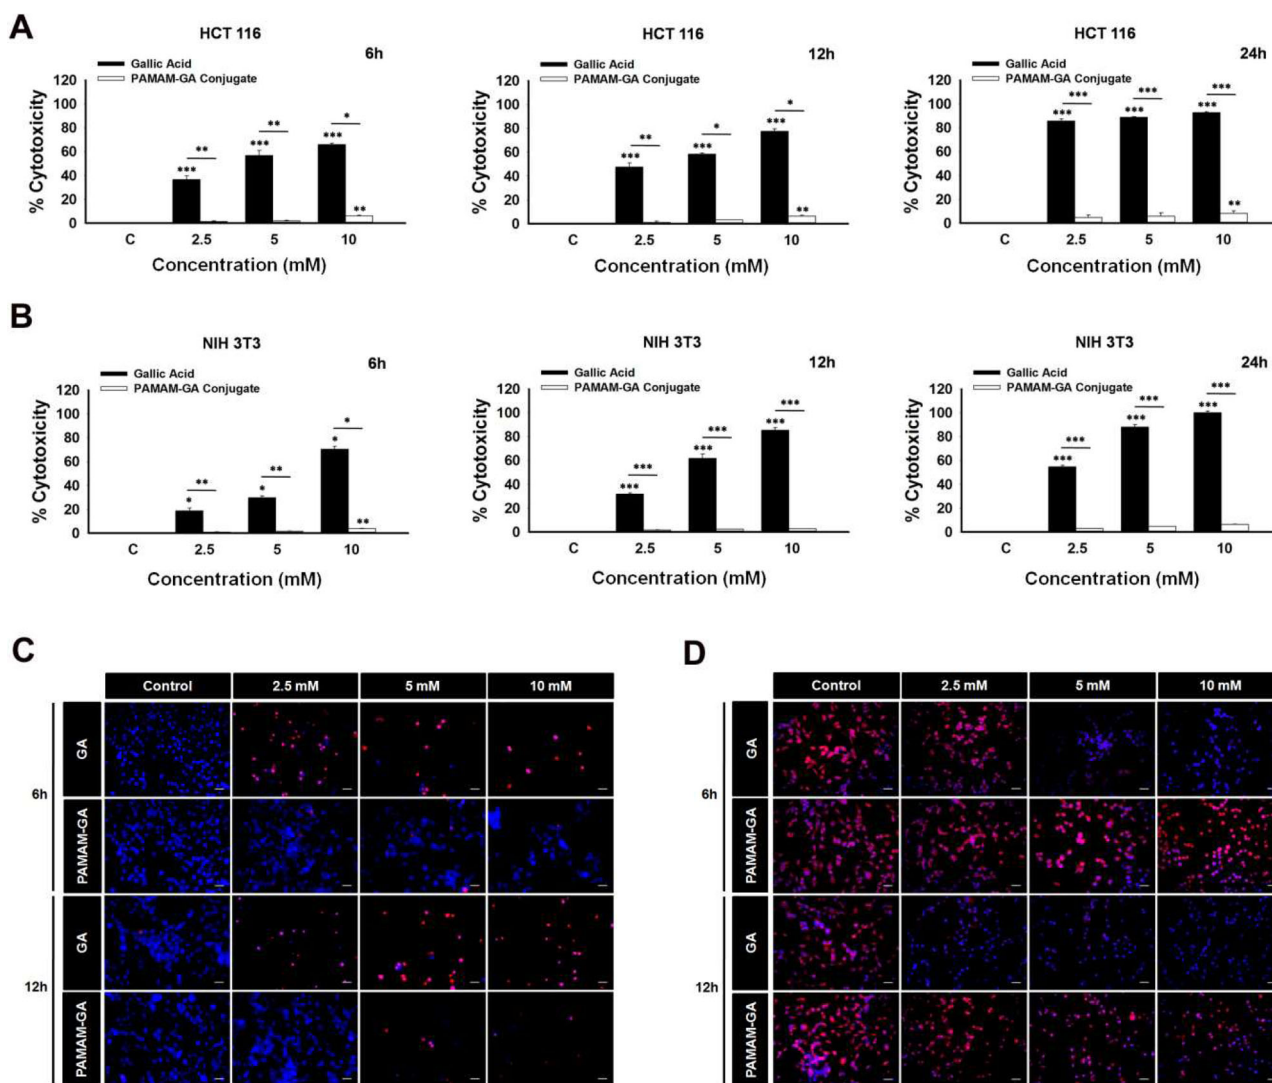 A
HCT 116
6h
Gallic Acid
PAMAM-GA Conjugate
% Cytotoxicity
120
100
80
60
40
20
0
***
**
***
**
***
*
**
C 2.5 5 10
Concentration (mM)
HCT 116
12h
Gallic Acid
PAMAM-GA Conjugate
% Cytotoxicity
120
100
80
60
40
20
0
***
**
***
*
***
*
**
C 2.5 5 10
Concentration (mM)
HCT 116
24h
Gallic Acid
PAMAM-GA Conjugate
% Cytotoxicity
120
100
80
60
40
20
0
***
***
***
***
***
***
**
C 2.5 5 10
Concentration (mM)
B
NIH 3T3
6h
Gallic Acid
PAMAM-GA Conjugate
% Cytotoxicity
120
100
80
60
40
20
0
*
**
*
**
*
*
**
C 2.5 5 10
Concentration (mM)
NIH 3T3
12h
Gallic Acid
PAMAM-GA Conjugate
% Cytotoxicity
120
100
80
60
40
20
0
***
***
***
***
***
***
C 2.5 5 10
Concentration (mM)
NIH 3T3
24h
Gallic Acid
PAMAM-GA Conjugate
% Cytotoxicity
120
100
80
60
40
20
0
***
***
***
***
***
***
C 2.5 5 10
Concentration (mM)
C
Control 2.5 mM 5 mM 10 mM
6h
GA
PAMAM-GA
12h
GA
PAMAM-GA
D
Control 2.5 mM 5 mM 10 mM
6h
GA
PAMAM-GA
12h
GA
PAMAM-GA